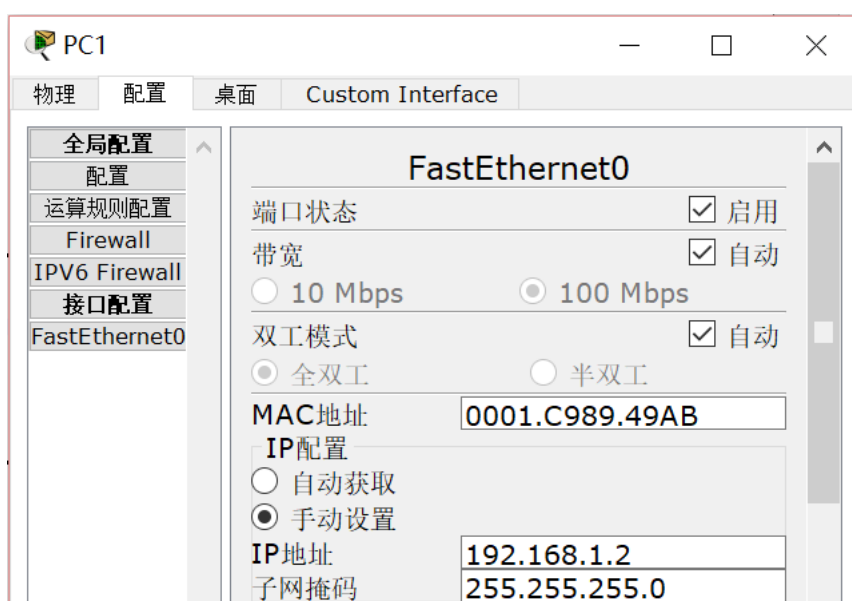 PC1
物理 配置 桌面 Custom Interface
全局配置
配置
运算规则配置
Firewall
IPV6 Firewall
接口配置
FastEthernet0
FastEthernet0
端口状态 启用
带宽 自动
10 Mbps 100 Mbps
双工模式 自动
全双工 半双工
MAC地址 0001.C989.49AB
IP配置
自动获取
手动设置
IP地址 192.168.1.2
子网掩码 255.255.255.0